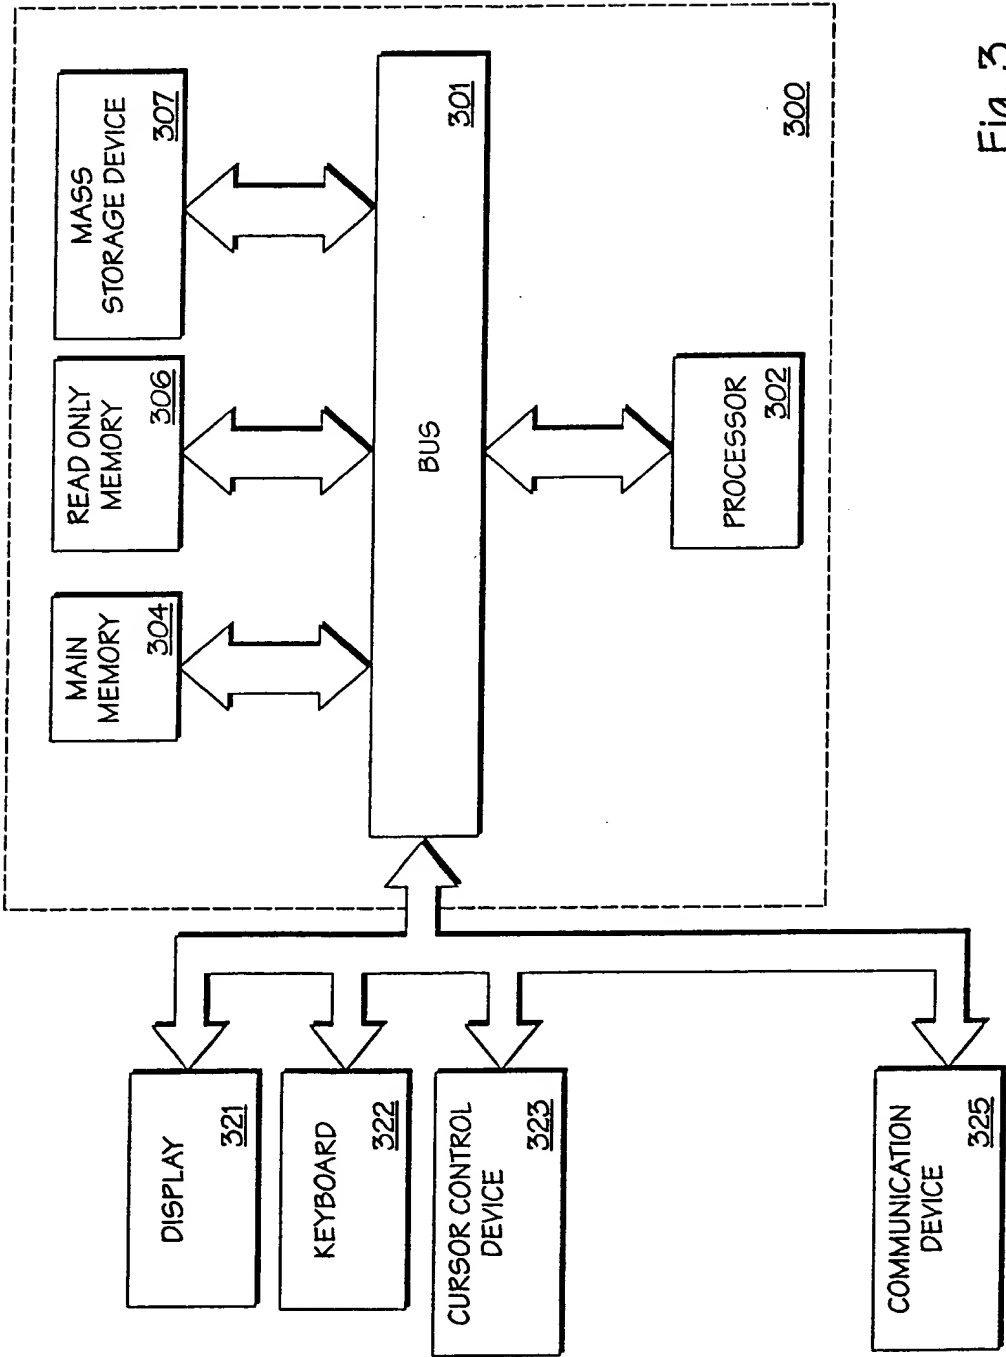 MAIN
MEMORY
304
READ ONLY
MEMORY
306
MASS
STORAGE DEVICE
307
BUS
301
PROCESSOR
302
300
DISPLAY
321
KEYBOARD
322
CURSOR CONTROL
DEVICE
323
COMMUNICATION
DEVICE
325
Fig. 3